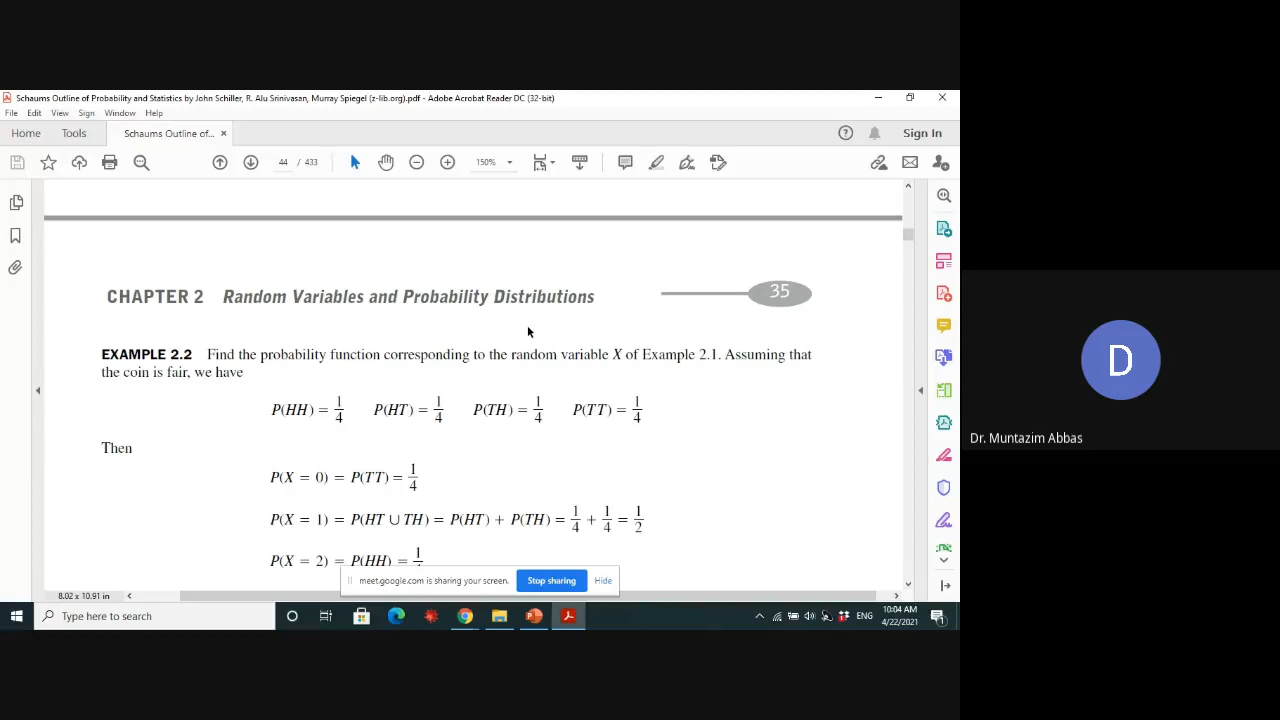 Schaums Outline of Probability and Statistics by John Schiller, R. Alu Srinivasan, Murray Spiegel (z-lib.org).pdf - Adobe Acrobat Reader DC (32-bit)
File Edit View Sign Window Help
Home Tools Schaums Outline of... × Sign In
44 / 433 150%
CHAPTER 2 Random Variables and Probability Distributions 35
EXAMPLE 2.2 Find the probability function corresponding to the random variable X of Example 2.1. Assuming that
the coin is fair, we have
P(HH) = 1/4 P(HT) = 1/4 P(TH) = 1/4 P(TT) = 1/4
Then
P(X = 0) = P(TT) = 1/4
P(X = 1) = P(HT ∪ TH) = P(HT) + P(TH) = 1/4 + 1/4 = 1/2
P(X = 2) = P(HH) = 1
meet.google.com is sharing your screen. Stop sharing Hide
8.02 x 10.91 in
Type here to search
ENG
10:04 AM
4/22/2021
1
D
Dr. Muntazim Abbas